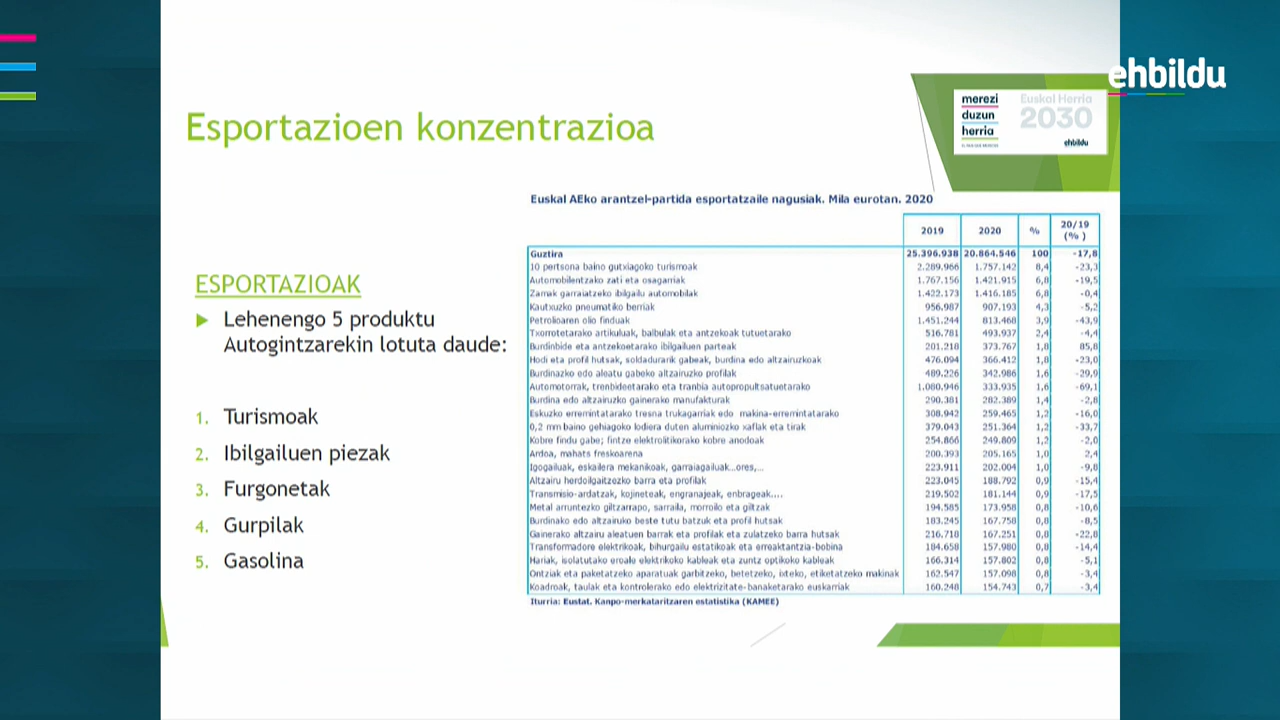 ehbildu
merezi
duzun
herria
Euskal Herria
2030
ehbildu
Esportazioen konzentrazioa
ESPORTAZIOAK
Lehenengo 5 produktu
Autogintzarekin lotuta daude:
1. Turismoak
2. Ibilgailuen piezak
3. Furgonetak
4. Gurpilak
5. Gasolina
Euskal AEko arantzel-partida esportatzaile nagusiak. Mila eurotan. 2020
2019 2020 % 20/19 (%)
Guztira 25.396.938 20.864.546 100 -17,8
10 pertsona baino gutxiagoko turismoak 2.289.966 1.757.142 8,4 -23,3
Automobilentzako zati eta osagarriak 1.767.156 1.421.915 6,8 -19,5
Zamak garraiatzeko ibilgailu automobilak 1.422.173 1.416.185 6,8 -0,4
Kautxuzko pneumatiko berriak 956.987 907.193 4,3 -5,2
Petrolioaren olio finduak 1.451.244 813.468 3,9 -43,9
Txorrotetarako artikuluak, balbulak eta antzekoak tutuetarako 516.781 493.937 2,4 -4,4
Burdinbide eta antzekoetarako ibilgailuen parteak 201.218 373.767 1,8 85,8
Hodi eta profil hutsak, soldadurarik gabeak, burdina edo altzairuzkoak 476.094 366.412 1,8 -23,0
Burdinazko edo aleatu gabeko altzairuzko profilak 489.226 342.986 1,6 -29,9
Automotorrak, trenbideetarako eta tranbia autopropultsatuetarako 1.080.946 333.935 1,6 -69,1
Burdina edo altzairuzko gainerako manufakturak 290.381 282.389 1,4 -2,8
Eskuzko erremintatarako tresna trukagarriak edo makina-erremintatarako 308.942 259.465 1,2 -16,0
0,2 mm baino gehiagoko lodiera duten aluminiozko xaflak eta tirak 379.043 251.364 1,2 -33,7
Kobre findu gabe; fintze elektrolitikorako kobre anodoak 254.866 249.809 1,2 -2,0
Ardoa, mahats freskoarena 200.393 205.165 1,0 2,4
Igogailuak, eskailera mekanikoak, garraiagailuak...ores,... 223.911 202.004 1,0 -9,8
Altzairu herdoilgaitzezko barra eta profilak 223.045 188.792 0,9 -15,4
Transmisio-ardatzak, kojineteak, engranajeak, enbrageak.... 219.502 181.144 0,9 -17,5
Metal arruntezko giltzarrapo, sarraila, morroilo eta giltzak 194.585 173.958 0,8 -10,6
Burdinako edo altzairuko beste tutu batzuk eta profil hutsak 183.245 167.758 0,8 -8,5
Gainerako altzairu aleatuen barrak eta profilak eta zulatzeko barra hutsak 216.718 167.251 0,8 -22,8
Transformadore elektrikoak, bihurgailu estatikoak eta erreaktantzia-bobina 184.658 157.980 0,8 -14,4
Hariak, isolatutako eroale elektrikoko kableak eta zuntz optikoko kableak 166.314 157.802 0,8 -5,1
Ontziak eta paketatzeko aparatuak garbitzeko, betetzeko, ixteko, etiketatzeko makinak 162.547 157.098 0,8 -3,4
Koadroak, taulak eta kontrolerako edo elektrizitate-banaketarako euskarriak 160.248 154.743 0,7 -3,4
Iturria: Eustat. Kanpo-merkataritzaren estatistika (KAMEE)